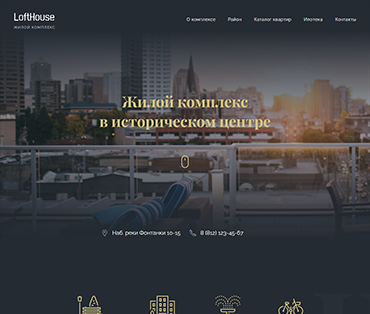 LoftHouse
ЖИЛОЙ КОМПЛЕКС
О комплексе Район Каталог квартир Ипотека Контакты
Жилой комплекс
в историческом центре
Наб. реки Фонтанки 10-15 8 (812) 123-45-67